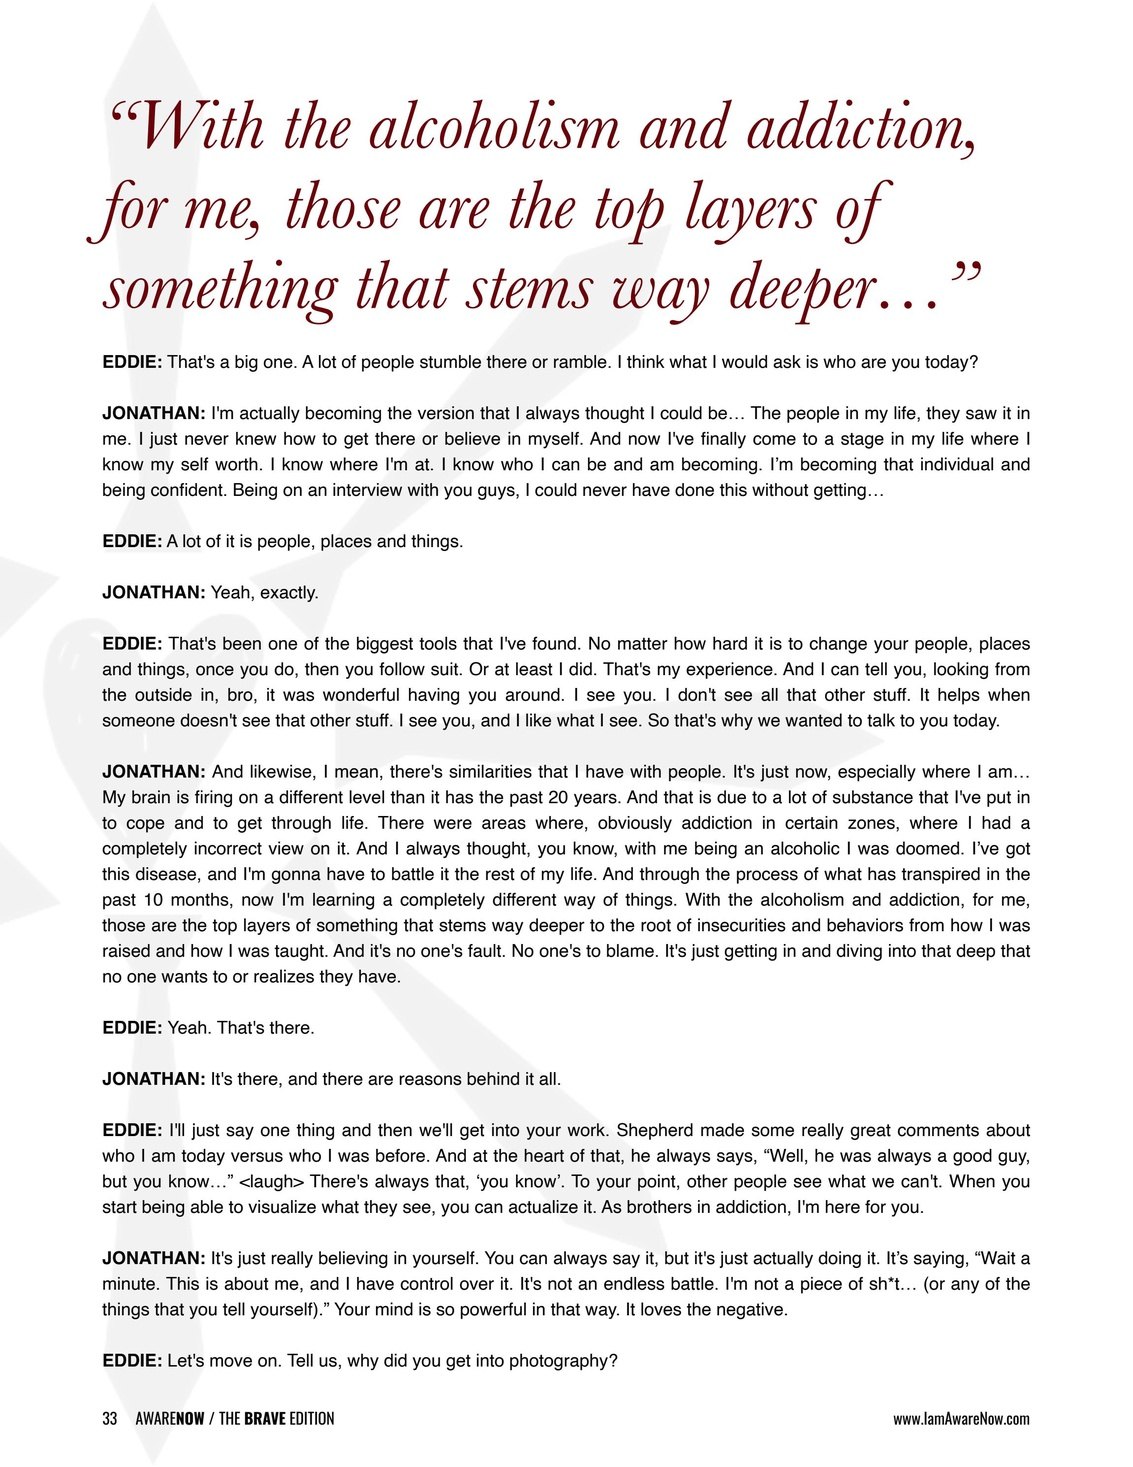 “With the alcoholism and addiction,
for me, those are the top layers of
something that stems way deeper…”
EDDIE: That's a big one. A lot of people stumble there or ramble. I think what I would ask is who are you today?
JONATHAN: I'm actually becoming the version that I always thought I could be… The people in my life, they saw it in
me. I just never knew how to get there or believe in myself. And now I've finally come to a stage in my life where I
know my self worth. I know where I'm at. I know who I can be and am becoming. I’m becoming that individual and
being confident. Being on an interview with you guys, I could never have done this without getting…
EDDIE: A lot of it is people, places and things.
JONATHAN: Yeah, exactly.
EDDIE: That's been one of the biggest tools that I've found. No matter how hard it is to change your people, places
and things, once you do, then you follow suit. Or at least I did. That's my experience. And I can tell you, looking from
the outside in, bro, it was wonderful having you around. I see you. I don't see all that other stuff. It helps when
someone doesn't see that other stuff. I see you, and I like what I see. So that's why we wanted to talk to you today.
JONATHAN: And likewise, I mean, there's similarities that I have with people. It's just now, especially where I am…
My brain is firing on a different level than it has the past 20 years. And that is due to a lot of substance that I've put in
to cope and to get through life. There were areas where, obviously addiction in certain zones, where I had a
completely incorrect view on it. And I always thought, you know, with me being an alcoholic I was doomed. I’ve got
this disease, and I'm gonna have to battle it the rest of my life. And through the process of what has transpired in the
past 10 months, now I'm learning a completely different way of things. With the alcoholism and addiction, for me,
those are the top layers of something that stems way deeper to the root of insecurities and behaviors from how I was
raised and how I was taught. And it's no one's fault. No one's to blame. It's just getting in and diving into that deep that
no one wants to or realizes they have.
EDDIE: Yeah. That's there.
JONATHAN: It's there, and there are reasons behind it all.
EDDIE: I'll just say one thing and then we'll get into your work. Shepherd made some really great comments about
who I am today versus who I was before. And at the heart of that, he always says, “Well, he was always a good guy,
but you know…” <laugh> There's always that, ‘you know’. To your point, other people see what we can't. When you
start being able to visualize what they see, you can actualize it. As brothers in addiction, I'm here for you.
JONATHAN: It's just really believing in yourself. You can always say it, but it's just actually doing it. It’s saying, “Wait a
minute. This is about me, and I have control over it. It's not an endless battle. I'm not a piece of sh*t… (or any of the
things that you tell yourself).” Your mind is so powerful in that way. It loves the negative.
EDDIE: Let's move on. Tell us, why did you get into photography?
33 AWARENOW / THE BRAVE EDITION
www.IamAwareNow.com